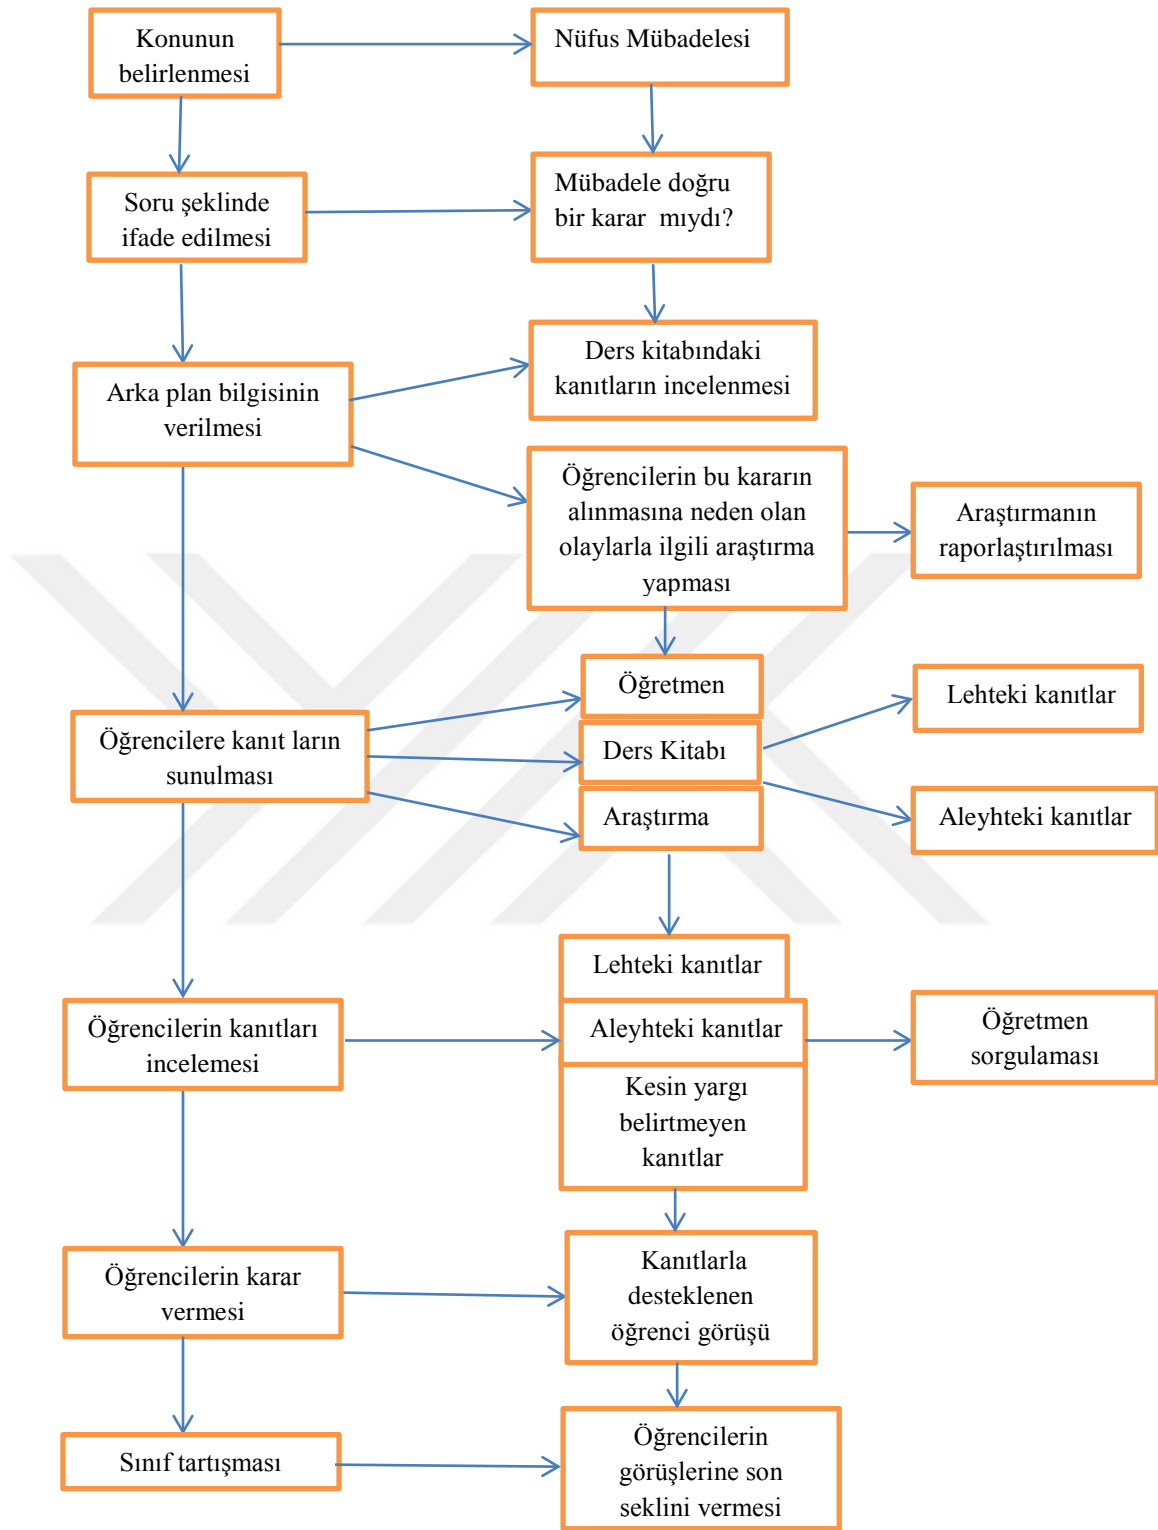 Konunun
belirlenmesi
Nüfus Mübadelesi
Soru şeklinde
ifade edilmesi
Mübadele doğru
bir karar  mıydı?
Arka plan bilgisinin
verilmesi
Ders kitabındaki
kanıtların incelenmesi
Öğrencilerin bu kararın
alınmasına neden olan
olaylarla ilgili araştırma
yapması
Araştırmanın
raporlaştırılması
Öğrencilere kanıt ların
sunulması
Öğretmen
Ders Kitabı
Araştırma
Lehteki kanıtlar
Aleyhteki kanıtlar
Öğrencilerin kanıtları
incelemesi
Lehteki kanıtlar
Aleyhteki kanıtlar
Kesin yargı
belirtmeyen
kanıtlar
Öğretmen
sorgulaması
Öğrencilerin karar
vermesi
Kanıtlarla
desteklenen
öğrenci görüşü
Sınıf tartışması
Öğrencilerin
görüşlerine son
seklini vermesi